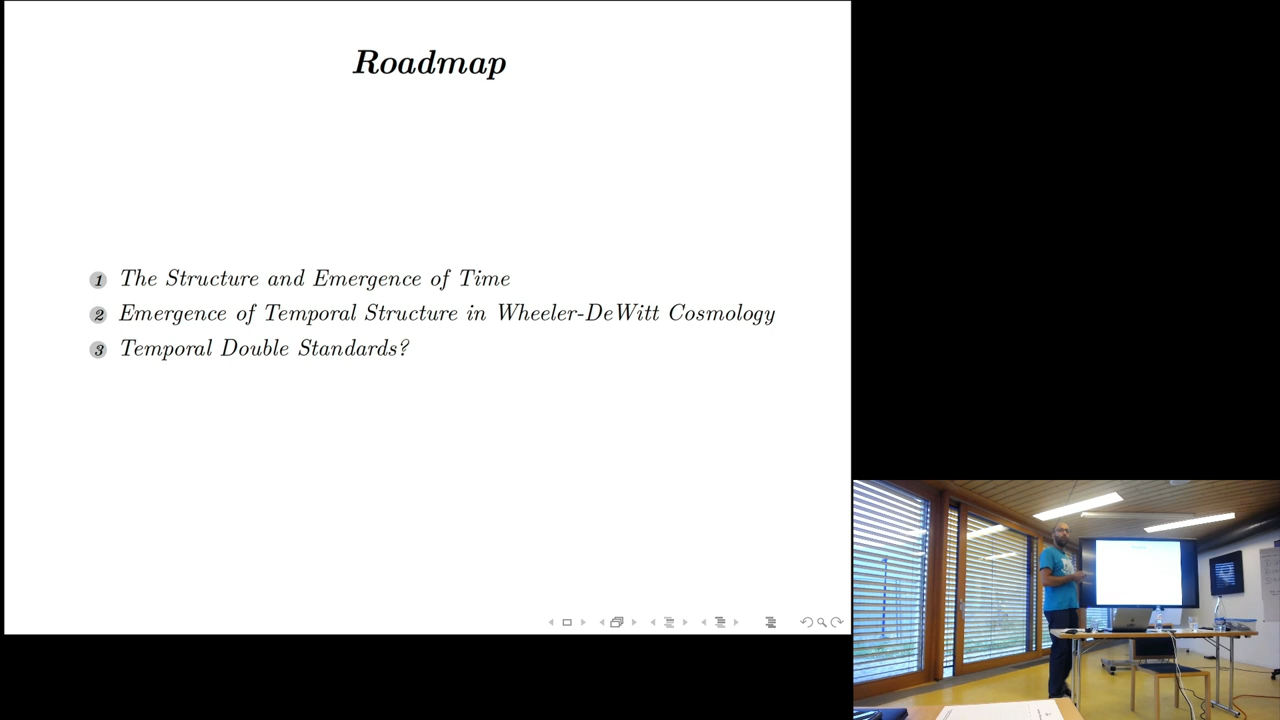 Roadmap
1 The Structure and Emergence of Time
2 Emergence of Temporal Structure in Wheeler-DeWitt Cosmology
3 Temporal Double Standards?